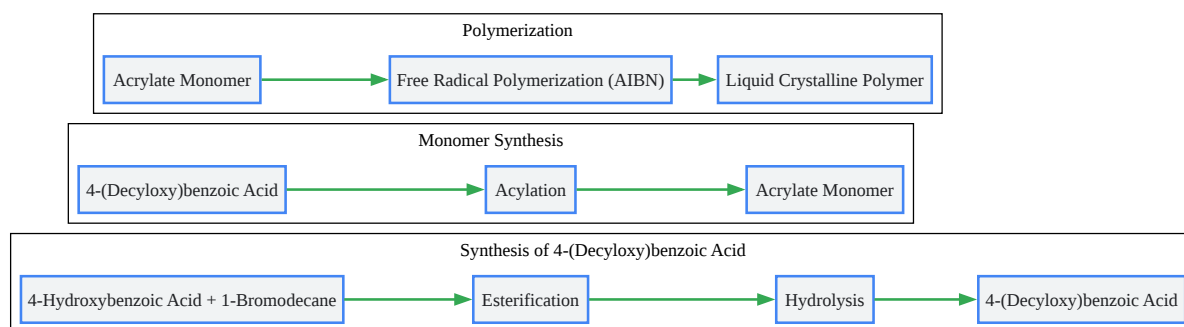 Polymerization
Acrylate Monomer
Free Radical Polymerization (AIBN)
Liquid Crystalline Polymer
Monomer Synthesis
4-(Decyloxy)benzoic Acid
Acylation
Acrylate Monomer
Synthesis of 4-(Decyloxy)benzoic Acid
4-Hydroxybenzoic Acid + 1-Bromodecane
Esterification
Hydrolysis
4-(Decyloxy)benzoic Acid